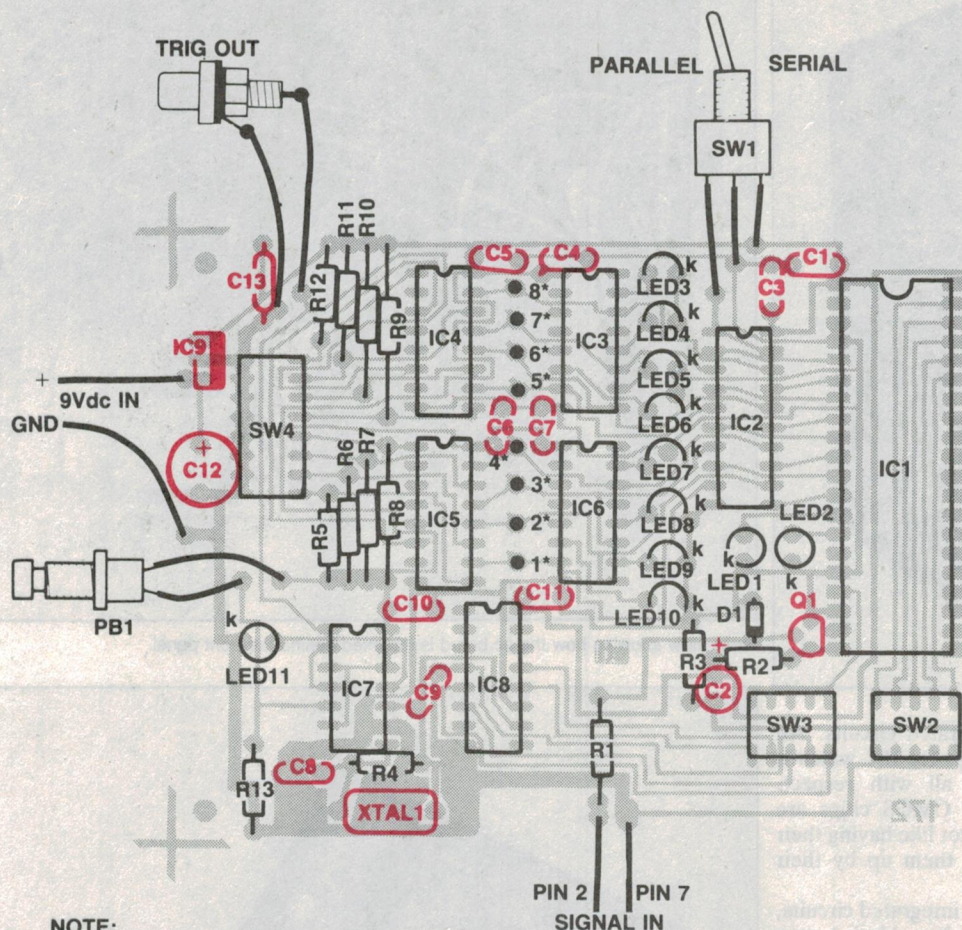 TRIG OUT
PARALLEL
SERIAL
SW1
R11
R10
C13
R12
R9
IC4
C5
C4
8*
7*
6*
5*
IC3
k
LED3
k
LED4
k
LED5
k
LED6
k
LED7
k
LED8
k
LED9
k
LED10
C3
C1
IC2
IC1
IC9
+
9Vdc IN
GND
SW4
+
C12
R6
R7
R5
R8
IC5
C6
C7
4*
3*
2*
1*
IC6
LED2
k
LED1
k
D1
Q1
PB1
k
LED11
C10
C11
IC7
C9
IC8
R3
+
C2
R2
SW3
SW2
R13
C8
R4
XTAL1
R1
172
PIN 2
PIN 7
SIGNAL IN
NOTE: